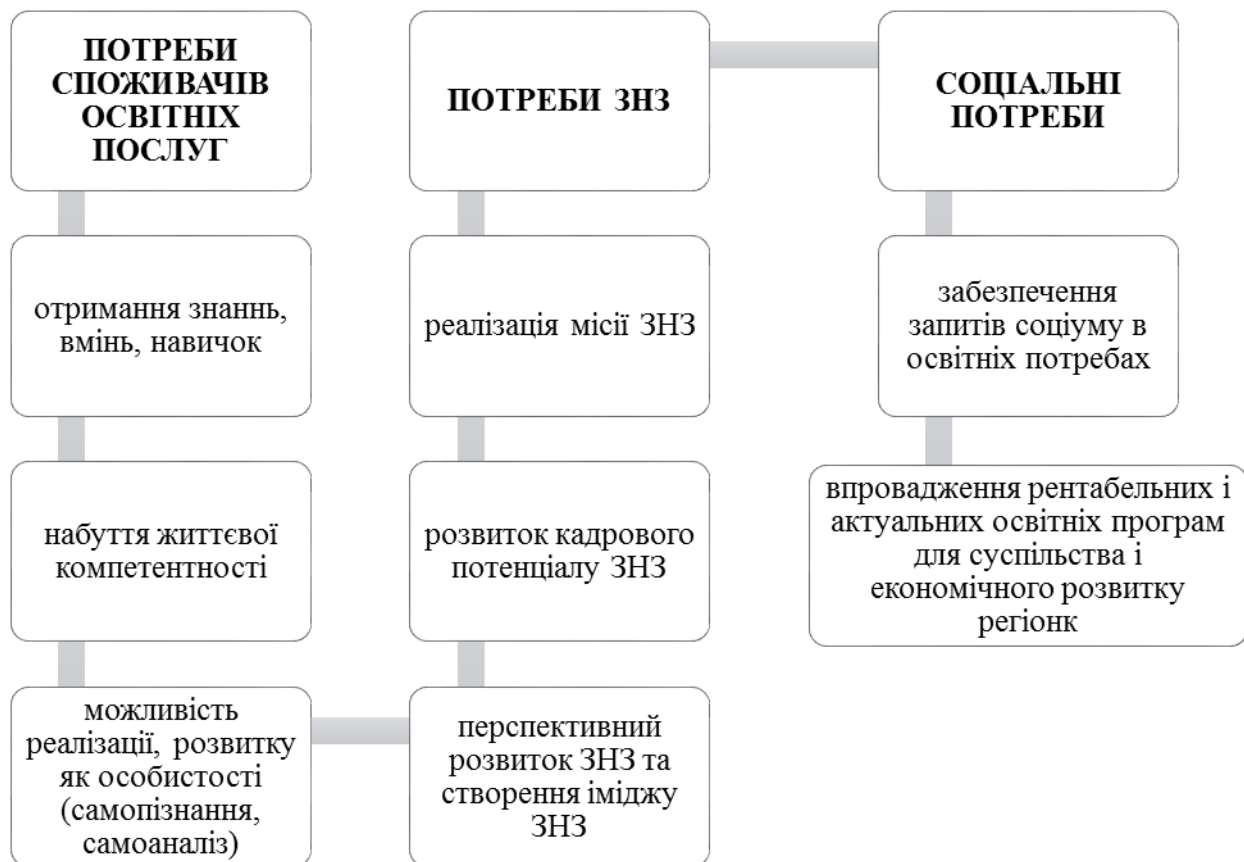 ПОТРЕБИ
СПОЖИВАЧІВ
ОСВІТНІХ
ПОСЛУГ
отримання знаннь,
вмінь, навичок
набуття життєвої
компетентності
можливість
реалізації, розвитку
як особистості
(самопізнання,
самоаналіз)
ПОТРЕБИ ЗНЗ
реалізація місії ЗНЗ
розвиток кадрового
потенціалу ЗНЗ
перспективний
розвиток ЗНЗ та
створення іміджу
ЗНЗ
СОЦІАЛЬНІ
ПОТРЕБИ
забезпечення
запитів соціуму в
освітніх потребах
впровадження рентабельних і
актуальних освітніх програм
для суспільства і
економічного розвитку
регіонк